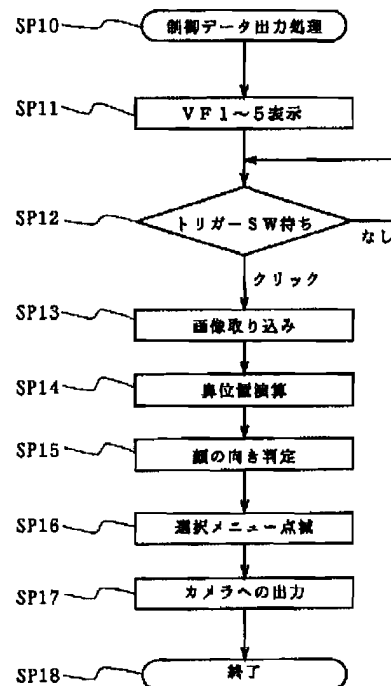 SP10 制御データ出力処理
SP11 VF1〜5表示
SP12 トリガーSW待ち
なし
クリック
SP13 画像取り込み
SP14 鼻位置演算
SP15 顔の向き判定
SP16 選択メニュー点滅
SP17 カメラへの出力
SP18 終了